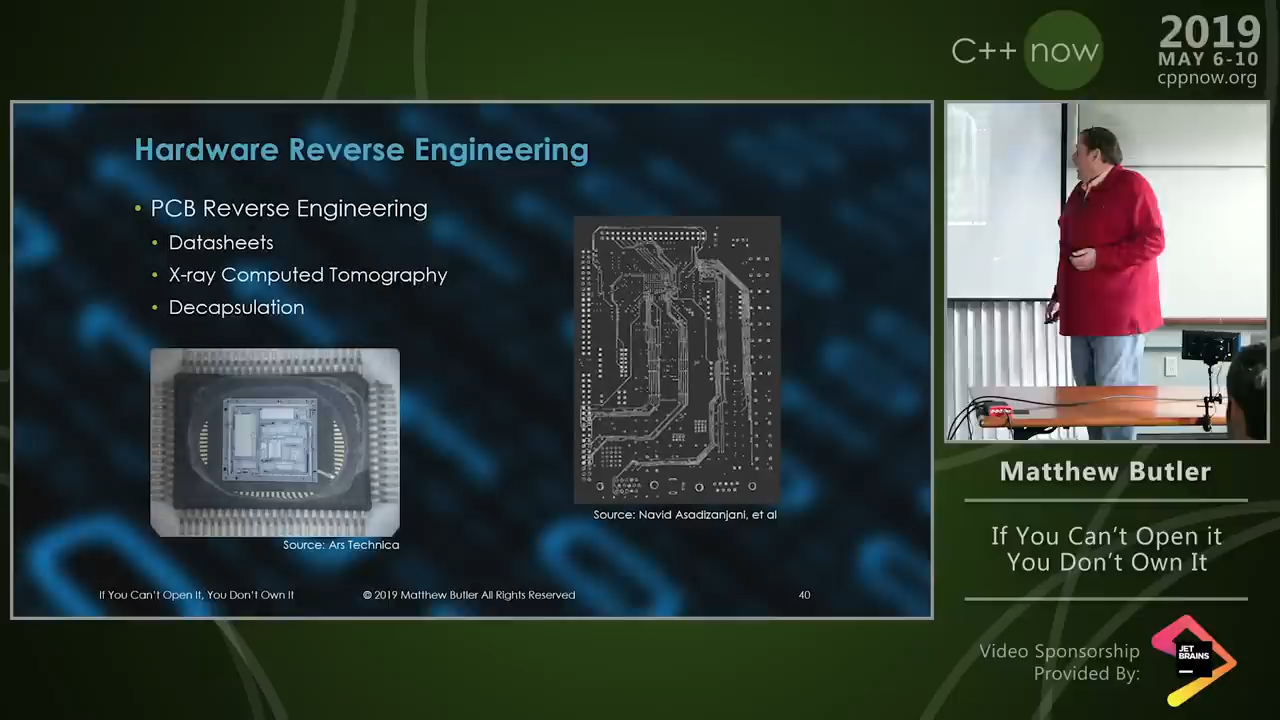 C++ now
2019
MAY 6-10
cppnow.org
Hardware Reverse Engineering
• PCB Reverse Engineering
• Datasheets
• X-ray Computed Tomography
• Decapsulation
Source: Ars Technica
Source: Navid Asadizanjani, et al
If You Can't Open It, You Don't Own It
© 2019 Matthew Butler All Rights Reserved
40
Matthew Butler
If You Can’t Open it
You Don’t Own It
Video Sponsorship
Provided By:
JET
BRAINS